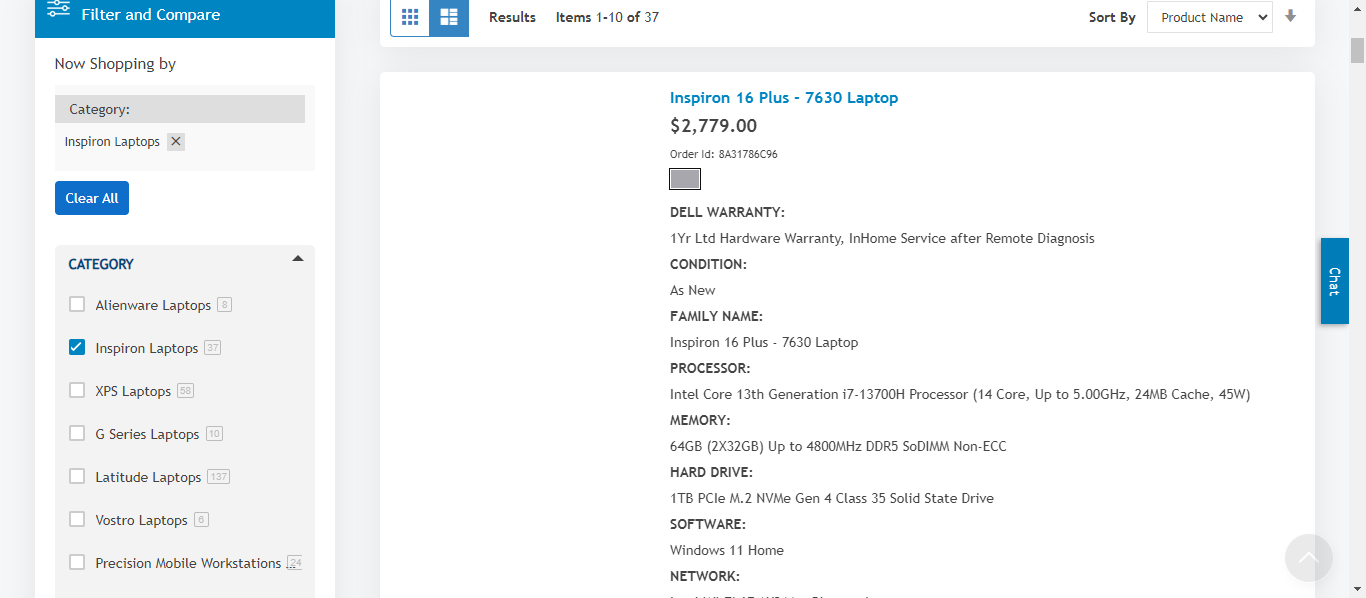 Filter and Compare
Results Items 1-10 of 37
Sort By Product Name
Now Shopping by
Category:
Inspiron Laptops
Clear All
CATEGORY
Alienware Laptops 8
Inspiron Laptops 37
XPS Laptops 58
G Series Laptops 10
Latitude Laptops 137
Vostro Laptops 6
Precision Mobile Workstations ... 24
Inspiron 16 Plus - 7630 Laptop
$2,779.00
Order Id: 8A31786C96
DELL WARRANTY:
1Yr Ltd Hardware Warranty, InHome Service after Remote Diagnosis
CONDITION:
As New
FAMILY NAME:
Inspiron 16 Plus - 7630 Laptop
PROCESSOR:
Intel Core 13th Generation i7-13700H Processor (14 Core, Up to 5.00GHz, 24MB Cache, 45W)
MEMORY:
64GB (2X32GB) Up to 4800MHz DDR5 SoDIMM Non-ECC
HARD DRIVE:
1TB PCIe M.2 NVMe Gen 4 Class 35 Solid State Drive
SOFTWARE:
Windows 11 Home
NETWORK:
Chat